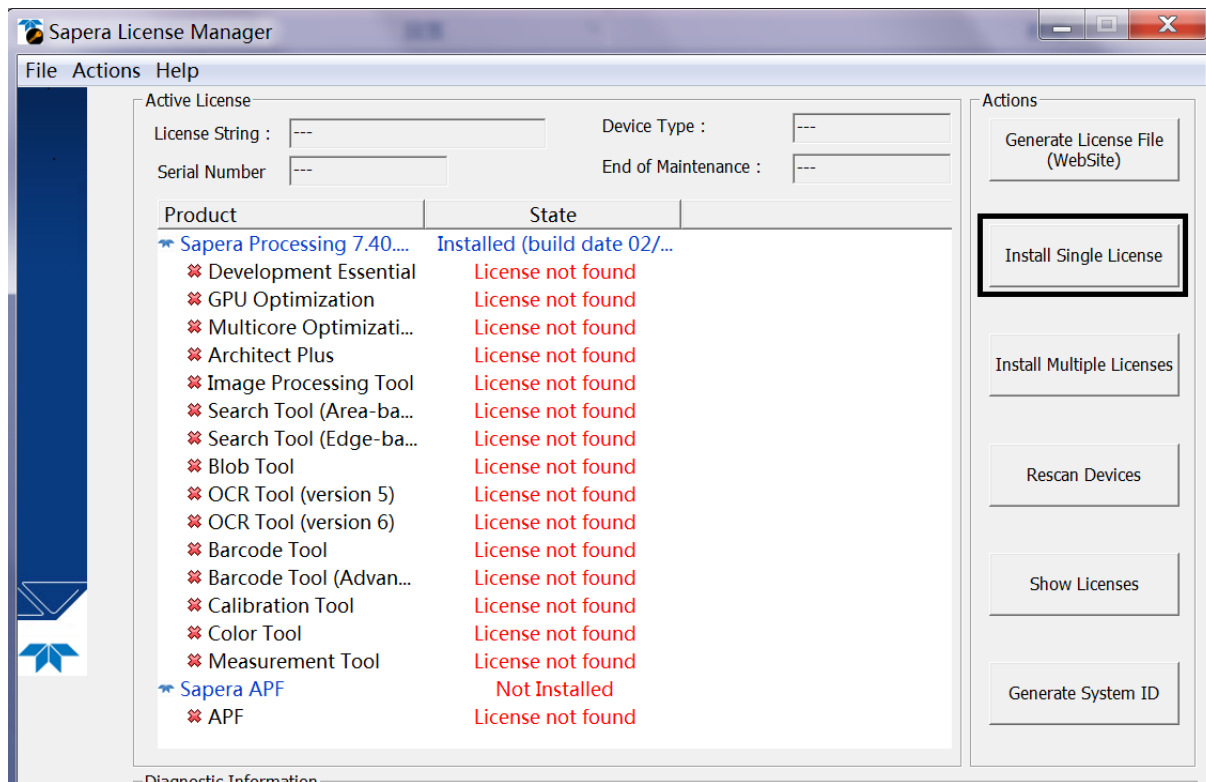 Sapera License Manager
File Actions Help
Active License
License String : ---
Device Type : ---
Serial Number ---
End of Maintenance : ---
Product State
Sapera Processing 7.40.... Installed (build date 02/...
Development Essential License not found
GPU Optimization License not found
Multicore Optimizati... License not found
Architect Plus License not found
Image Processing Tool License not found
Search Tool (Area-ba... License not found
Search Tool (Edge-ba... License not found
Blob Tool License not found
OCR Tool (version 5) License not found
OCR Tool (version 6) License not found
Barcode Tool License not found
Barcode Tool (Advan... License not found
Calibration Tool License not found
Color Tool License not found
Measurement Tool License not found
Sapera APF Not Installed
APF License not found
Actions
Generate License File
(WebSite)
Install Single License
Install Multiple Licenses
Rescan Devices
Show Licenses
Generate System ID
Diagnostic Information